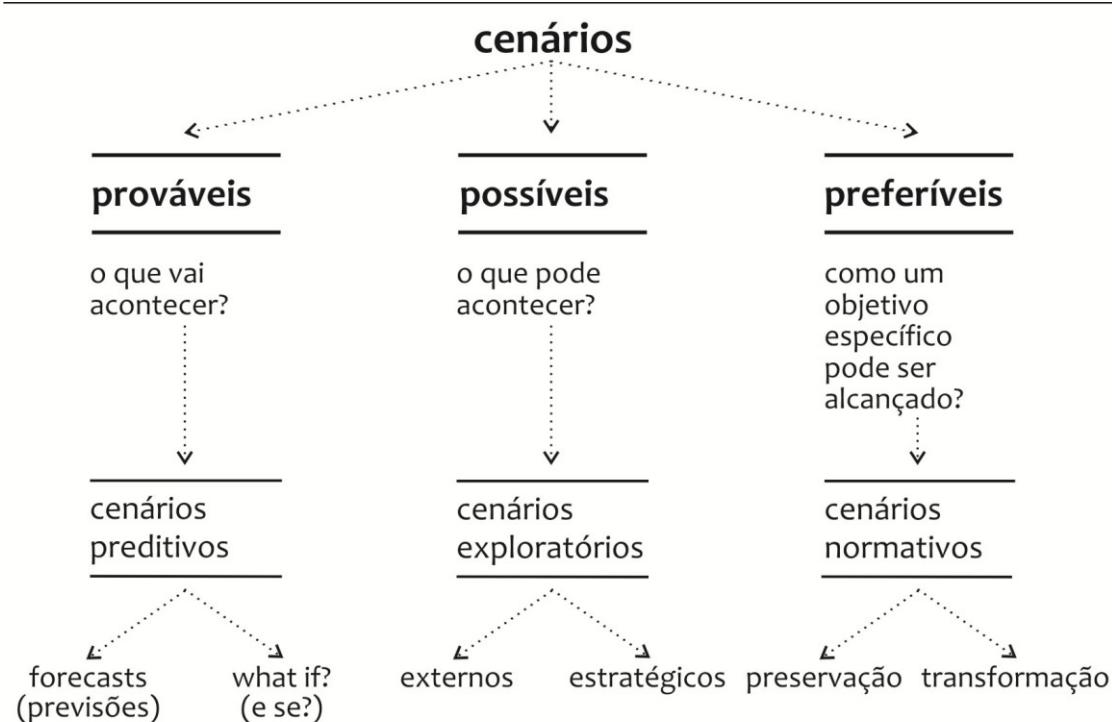 cenários
prováveis
possíveis
preferíveis
o que vai
acontecer?
o que pode
acontecer?
como um
objetivo
específico
pode ser
alcançado?
cenários
preditivos
cenários
exploratórios
cenários
normativos
forecasts
(previsões)
what if?
(e se?)
externos
estratégicos
preservação
transformação